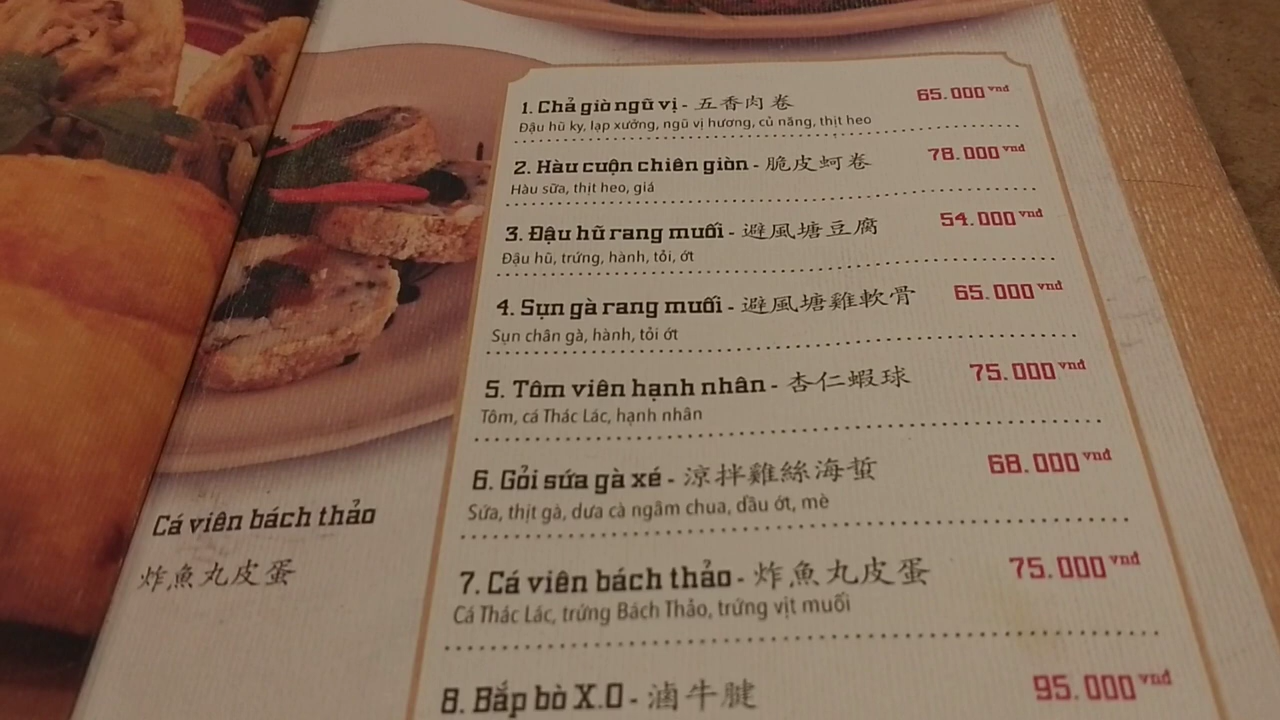 1. Chả giò ngũ vị - 五香肉卷 65.000 vnđ
Đậu hũ ky, lạp xưởng, ngũ vị hương, củ năng, thịt heo
2. Hàu cuộn chiên giòn - 脆皮蚵卷 78.000 vnđ
Hàu sữa, thịt heo, giá
3. Đậu hũ rang muối - 避風塘豆腐 54.000 vnđ
Đậu hũ, trứng, hành, tỏi, ớt
4. Sụn gà rang muối - 避風塘雞軟骨 65.000 vnđ
Sụn chân gà, hành, tỏi ớt
5. Tôm viên hạnh nhân - 杏仁蝦球 75.000 vnđ
Tôm, cá Thác Lác, hạnh nhân
6. Gỏi sứa gà xé - 涼拌雞絲海蜇 68.000 vnđ
Sứa, thịt gà, dưa cà ngâm chua, dầu ớt, mè
7. Cá viên bách thảo - 炸魚丸皮蛋 75.000 vnđ
Cá Thác Lác, trứng Bách Thảo, trứng vịt muối
8. Bắp bò X.O - 滷牛腱 95.000 vnđ
Cá viên bách thảo
炸魚丸皮蛋